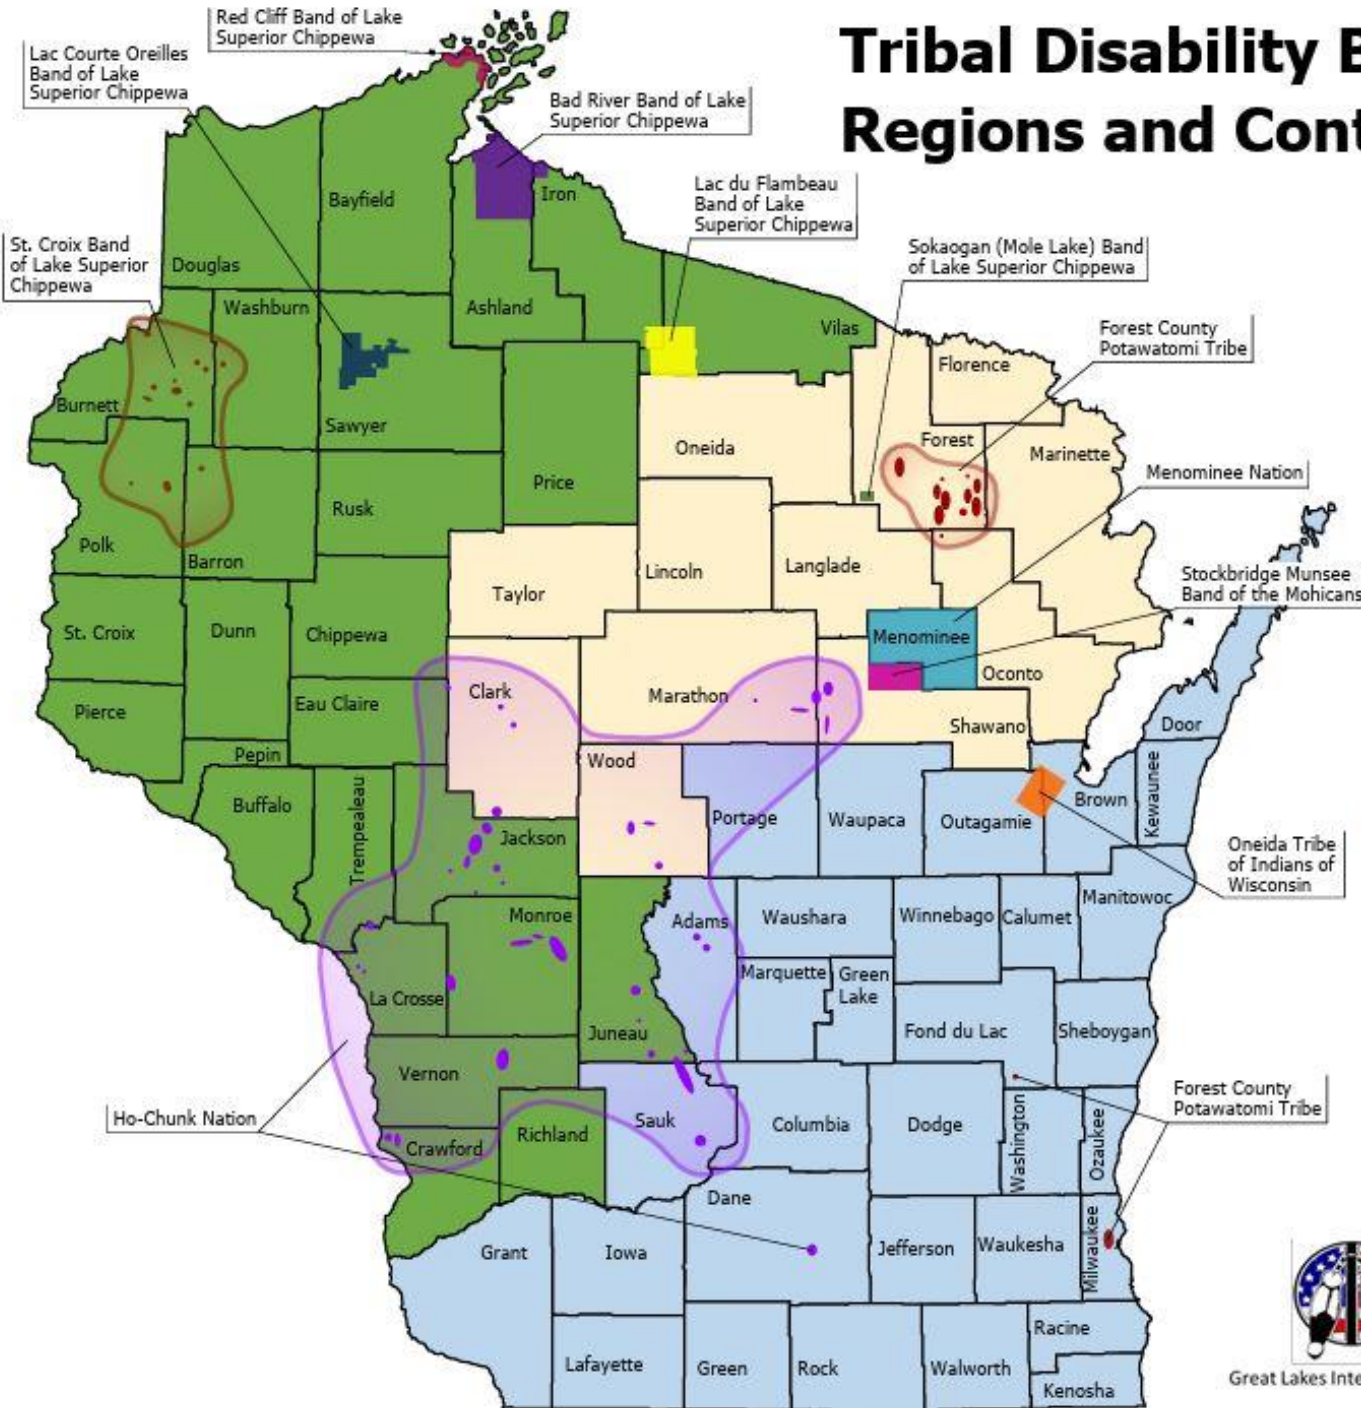 Tribal Disability
Regions and
Red Cliff Band of Lake
Superior Chippewa
Lac Courte Oreilles
Band of Lake
Superior Chippewa
Bad River Band of Lake
Superior Chippewa
Lac du Flambeau
Band of Lake
Superior Chippewa
St. Croix Band
of Lake Superior
Chippewa
Sokaogan (Mole Lake) Band
of Lake Superior Chippewa
Forest County
Potawatomi Tribe
Menominee Nation
Stockbridge Munsee
Band of the Mohicans
Oneida Tribe
of Indians of
Wisconsin
Forest County
Potawatomi Tribe
Ho-Chunk Nation
Bayfield
Iron
Douglas
Washburn
Ashland
Vilas
Florence
Burnett
Sawyer
Oneida
Forest
Marinette
Price
Rusk
Polk
Barron
Taylor
Lincoln
Langlade
St. Croix
Dunn
Chippewa
Menominee
Oconto
Pierce
Eau Claire
Clark
Marathon
Shawano
Door
Pepin
Wood
Buffalo
Trempealeau
Jackson
Portage
Waupaca
Outagamie
Brown
Kewaunee
Monroe
Adams
Waushara
Winnebago
Calumet
Manitowoc
La Crosse
Juneau
Marquette
Green
Lake
Fond du Lac
Sheboygan
Vernon
Crawford
Richland
Sauk
Columbia
Dodge
Washington
Ozaukee
Grant
Iowa
Dane
Jefferson
Waukesha
Milwaukee
Lafayette
Green
Rock
Walworth
Racine
Kenosha
Great Lakes